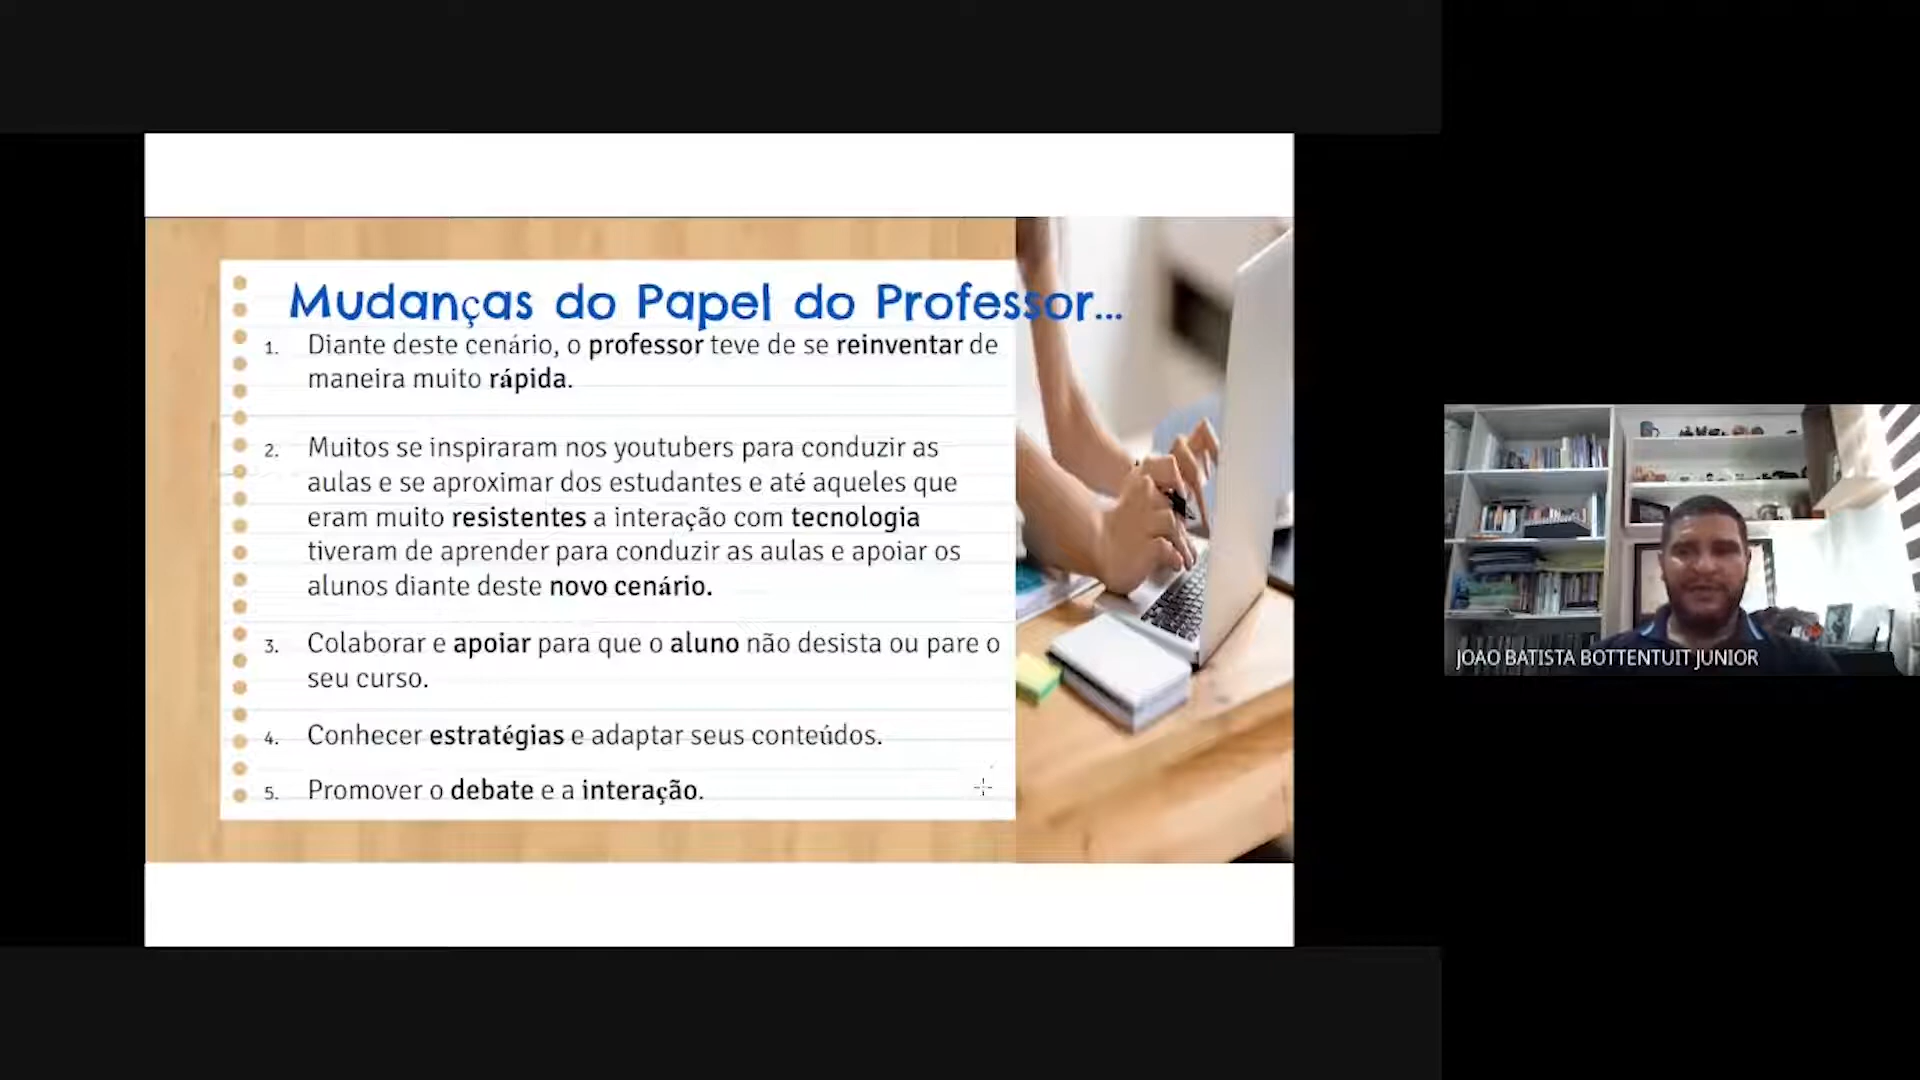 Mudanças do Papel do Professor...
1. Diante deste cenário, o professor teve de se reinventar de
maneira muito rápida.
2. Muitos se inspiraram nos youtubers para conduzir as
aulas e se aproximar dos estudantes e até aqueles que
eram muito resistentes a interação com tecnologia
tiveram de aprender para conduzir as aulas e apoiar os
alunos diante deste novo cenário.
3. Colaborar e apoiar para que o aluno não desista ou pare o
seu curso.
4. Conhecer estratégias e adaptar seus conteúdos.
5. Promover o debate e a interação.
JOAO BATISTA BOTTENTUIT JUNIOR